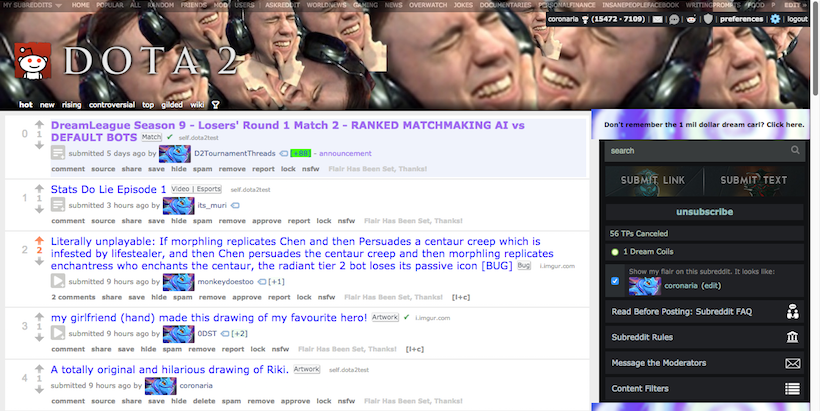 MY SUBREDDITS HOME POPULAR ALL RANDOM FRIENDS MOD USERS | ASKREDDIT WORLDNEWS GAMING NEWS OVERWATCH JOKES DOCUMENTARIES PERSONALFINANCE INSANEPEOPLEFACEBOOK WRITINGPROMPTS FOOD P EDIT »
coronaria (15472 · 7109) | preferences | logout
DOTA 2
hot new rising controversial top gilded wiki
0
1
DreamLeague Season 9 - Losers' Round 1 Match 2 - RANKED MATCHMAKING AI vs
DEFAULT BOTS Match ✔ self.dota2test
submitted 5 days ago by D2TournamentThreads [+88] - announcement
comment source share save hide spam remove report lock nsfw Flair Has Been Set, Thanks!
1
1
Stats Do Lie Episode 1 Video | Esports self.dota2test
submitted 3 hours ago by its_muri
comment source share save hide spam remove approve report lock nsfw Flair Has Been Set, Thanks!
2
2
Literally unplayable: If morphling replicates Chen and then Persuades a centaur creep which is
infested by lifestealer, and then Chen persuades the centaur creep and then morphling replicates
enchantress who enchants the centaur, the radiant tier 2 bot loses its passive icon [BUG] Bug i.imgur.com
submitted 9 hours ago by monkeydoestoo [+1]
2 comments share save hide spam remove approve report lock nsfw Flair Has Been Set, Thanks! [l+c]
3
1
my girlfriend (hand) made this drawing of my favourite hero! Artwork ✔ i.imgur.com
submitted 9 hours ago by 0DST [+2]
comment share save hide spam remove report lock nsfw Flair Has Been Set, Thanks! [l+c]
4
1
A totally original and hilarious drawing of Riki. Artwork self.dota2test
submitted 9 hours ago by coronaria
comment source share save hide delete spam remove approve report lock nsfw Flair Has Been Set, Thanks!
Don't remember the 1 mil dollar dream carl? Click here.
search
SUBMIT LINK SUBMIT TEXT
unsubscribe
56 TPs Canceled
1 Dream Coils
Show my flair on this subreddit. It looks like:
coronaria (edit)
Read Before Posting: Subreddit FAQ
Subreddit Rules
Message the Moderators
Content Filters